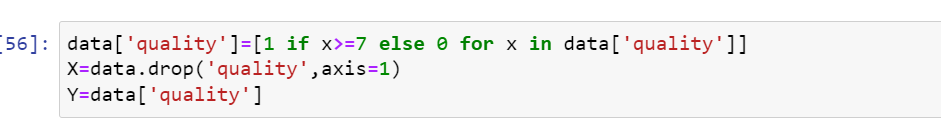 [56]: data['quality']=[1 if x>=7 else 0 for x in data['quality']]
X=data.drop('quality',axis=1)
Y=data['quality']